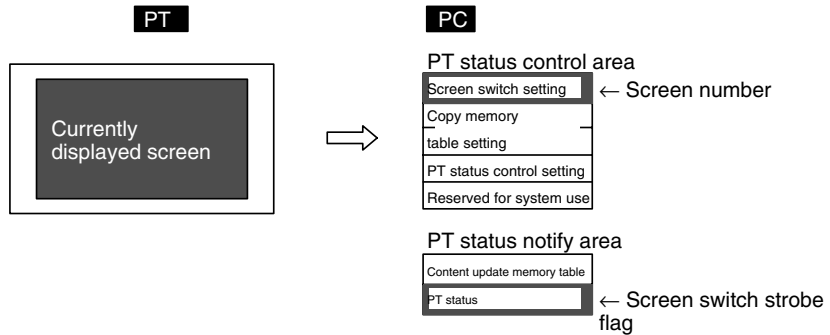 PT
PC
PT status control area
Screen switch setting
← Screen number
Copy memory
table setting
PT status control setting
Reserved for system use
Currently
displayed screen
PT status notify area
Content update memory table
PT status
← Screen switch strobe
flag